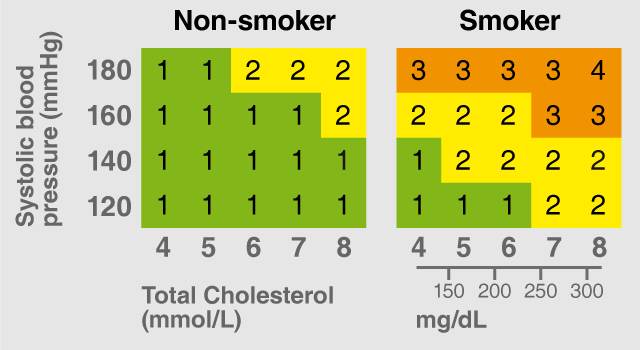 Non-smoker Smoker
Systolic blood
pressure (mmHg)
180 1 1 2 2 2 3 3 3 3 4
160 1 1 1 1 2 2 2 2 3 3
140 1 1 1 1 1 1 2 2 2 2
120 1 1 1 1 1 1 1 1 2 2
4 5 6 7 8 4 5 6 7 8
150 200 250 300
Total Cholesterol
(mmol/L)
mg/dL